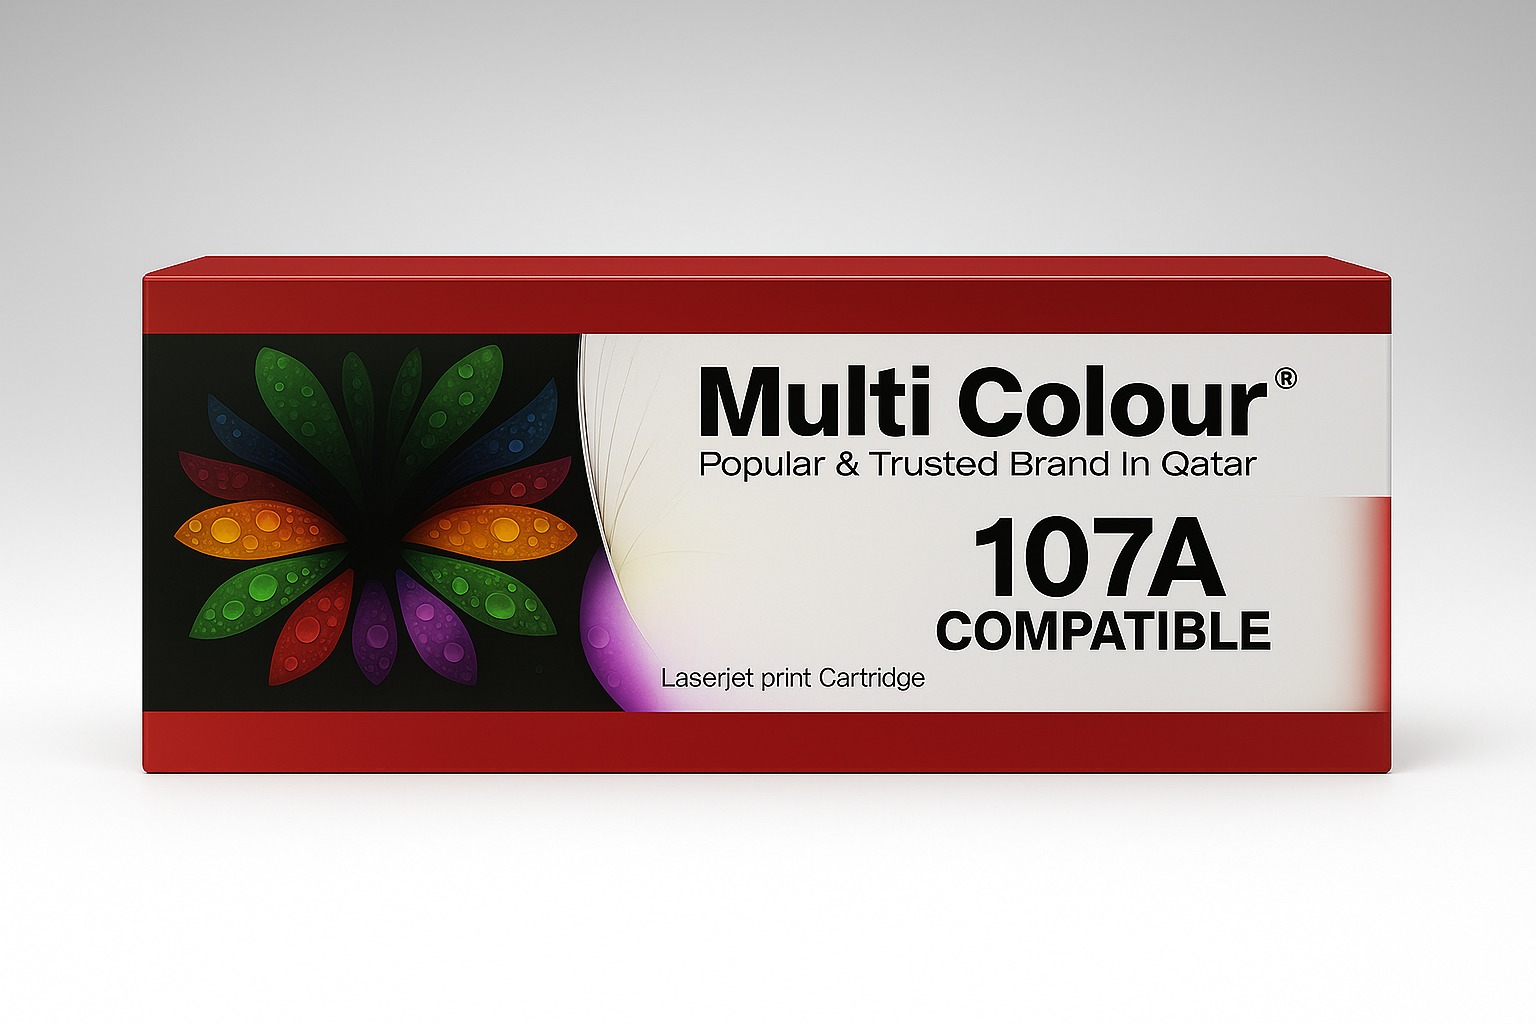 Multi Colour®
Popular & Trusted Brand In Qatar
107A
COMPATIBLE
Laserjet print Cartridge